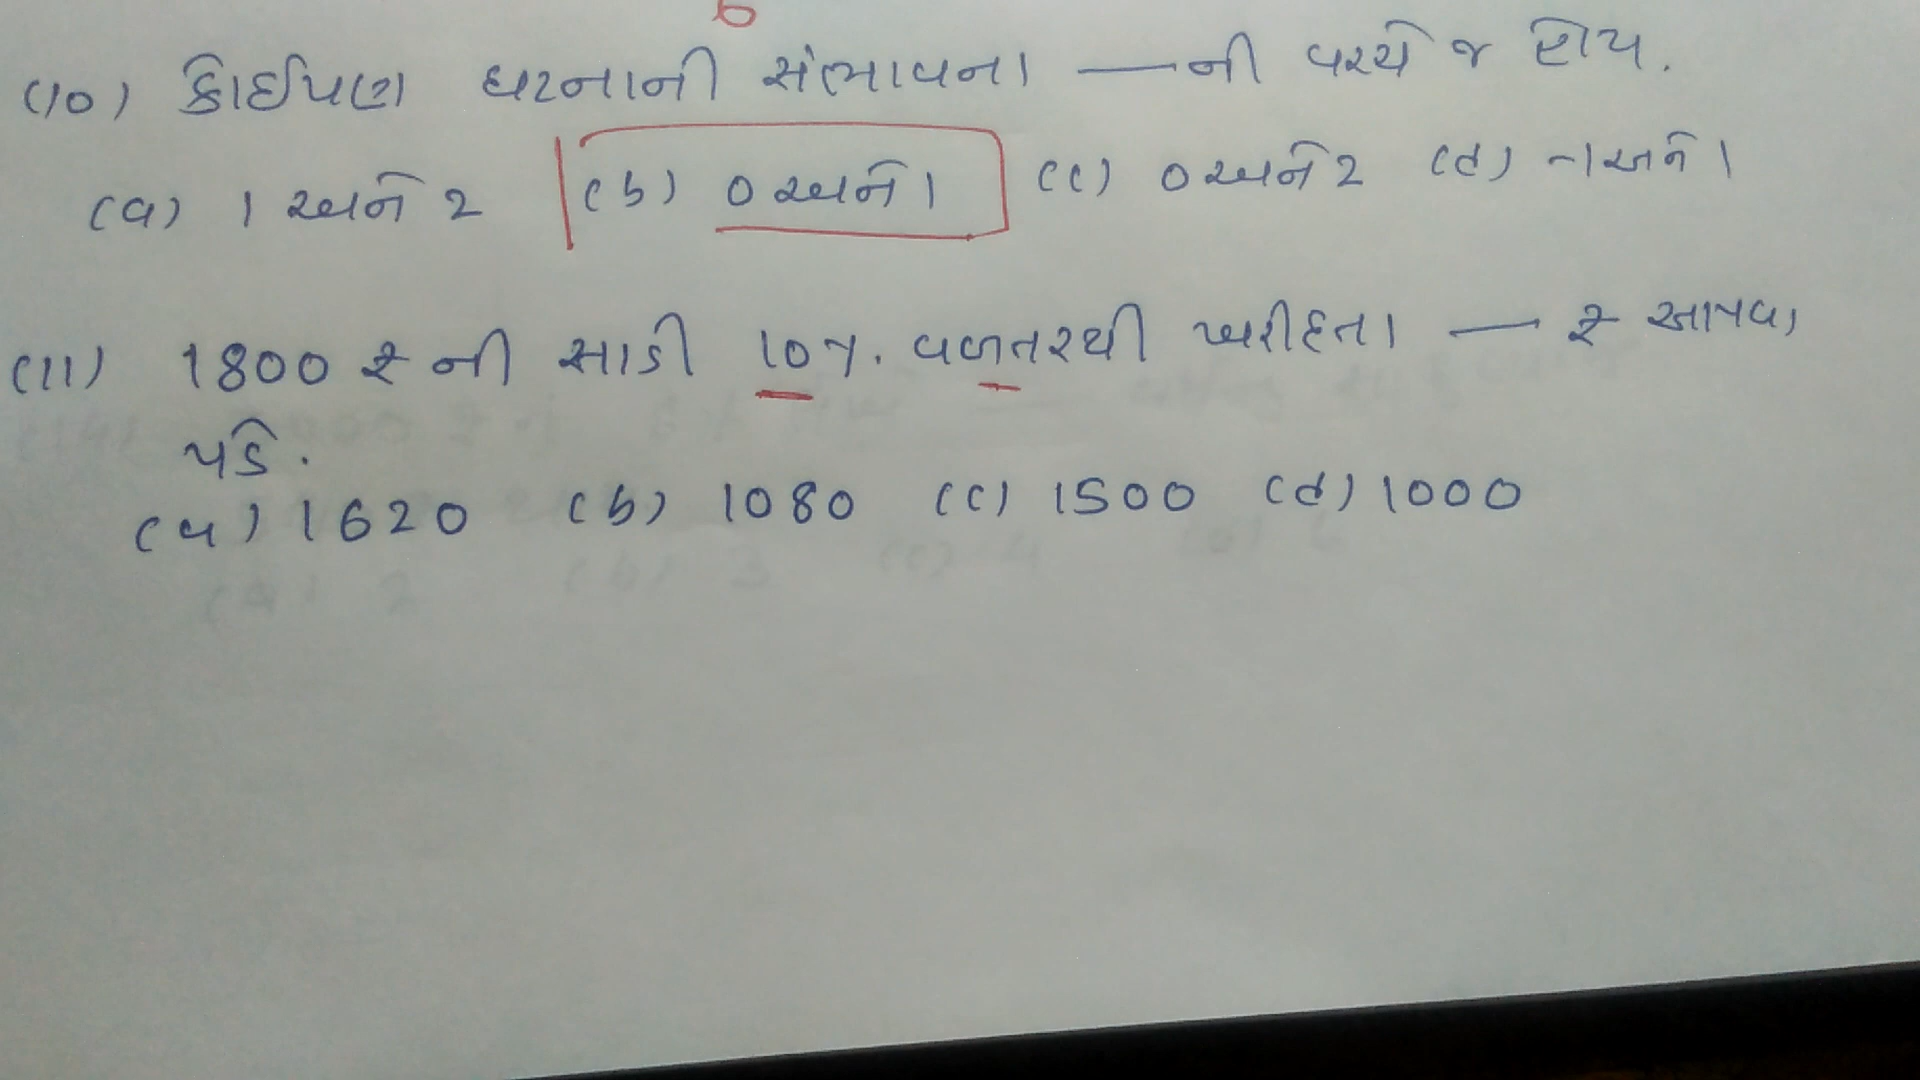 (10) કોઈપણ ઘટનાની સંભાવના —ની વચ્ચે જ હોય.
(a) 1 અને 2 (b) 0 અને 1 (c) 0 અને 2 (d) -1 અને 1
(11) 1800 ₹ ની સાડી 10%. વળતરથી ખરીદતા — ₹ આપવા
પડે.
(a) 1620 (b) 1080 (c) 1500 (d) 1000